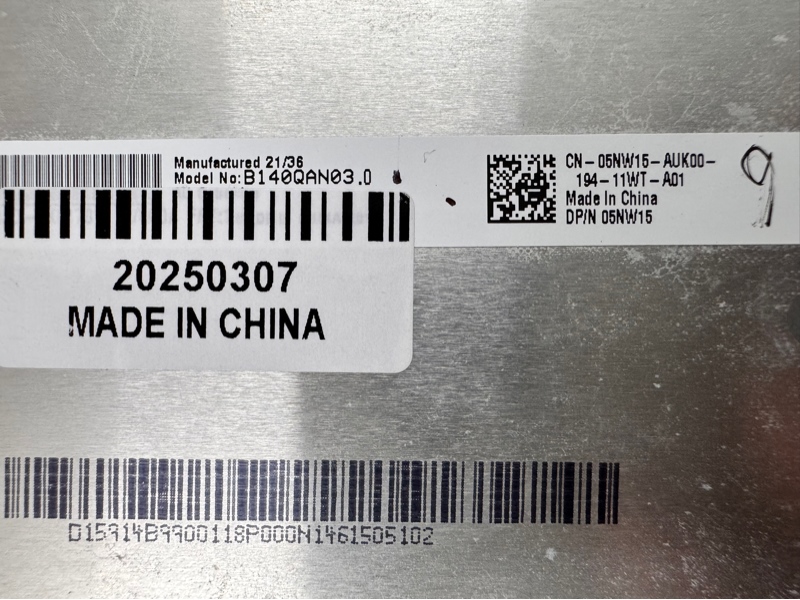 Manufactured 21/36
Model No:B140QAN03.0
CN-05NW15-AUK00-
194-11WT-A01
Made In China
DP/N 05NW15
9
20250307
MADE IN CHINA
D15914B9900118P000N1461505102